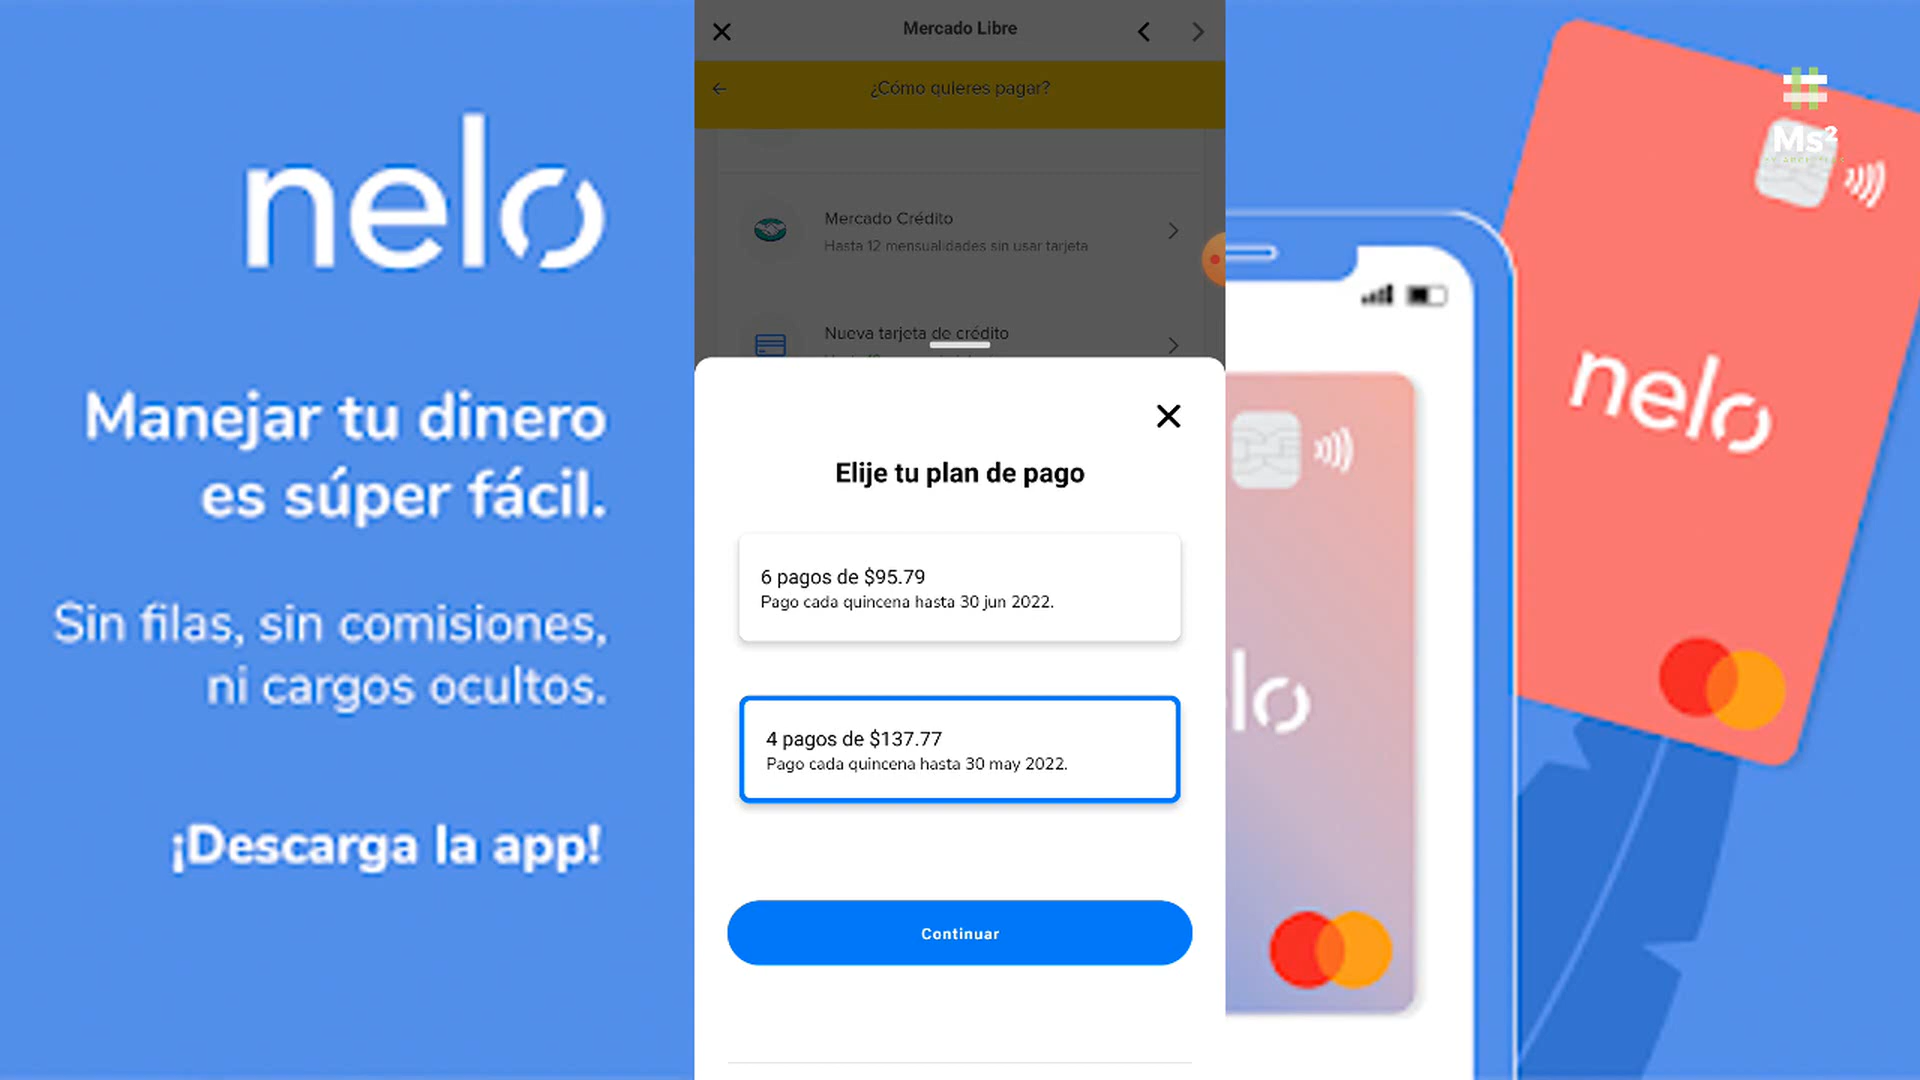 nelo
Manejar tu dinero
es súper fácil.
Sin filas, sin comisiones,
ni cargos ocultos.
¡Descarga la app!
Mercado Libre
¿Cómo quieres pagar?
Mercado Crédito
Hasta 12 mensualidades sin usar tarjeta
Nueva tarjeta de crédito
Elije tu plan de pago
6 pagos de $95.79
Pago cada quincena hasta 30 jun 2022.
4 pagos de $137.77
Pago cada quincena hasta 30 may 2022.
Continuar
Ms²
nelo
lo